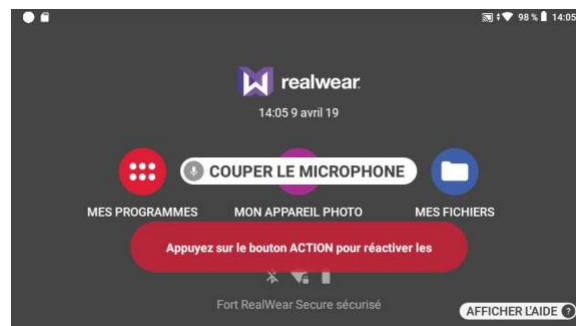 98 % 14:05
realwear
14:05 9 avril 19
COUPER LE MICROPHONE
MES PROGRAMMES MON APPAREIL PHOTO MES FICHIERS
Appuyez sur le bouton ACTION pour réactiver les
Fort RealWear Secure sécurisé
AFFICHER L'AIDE ?